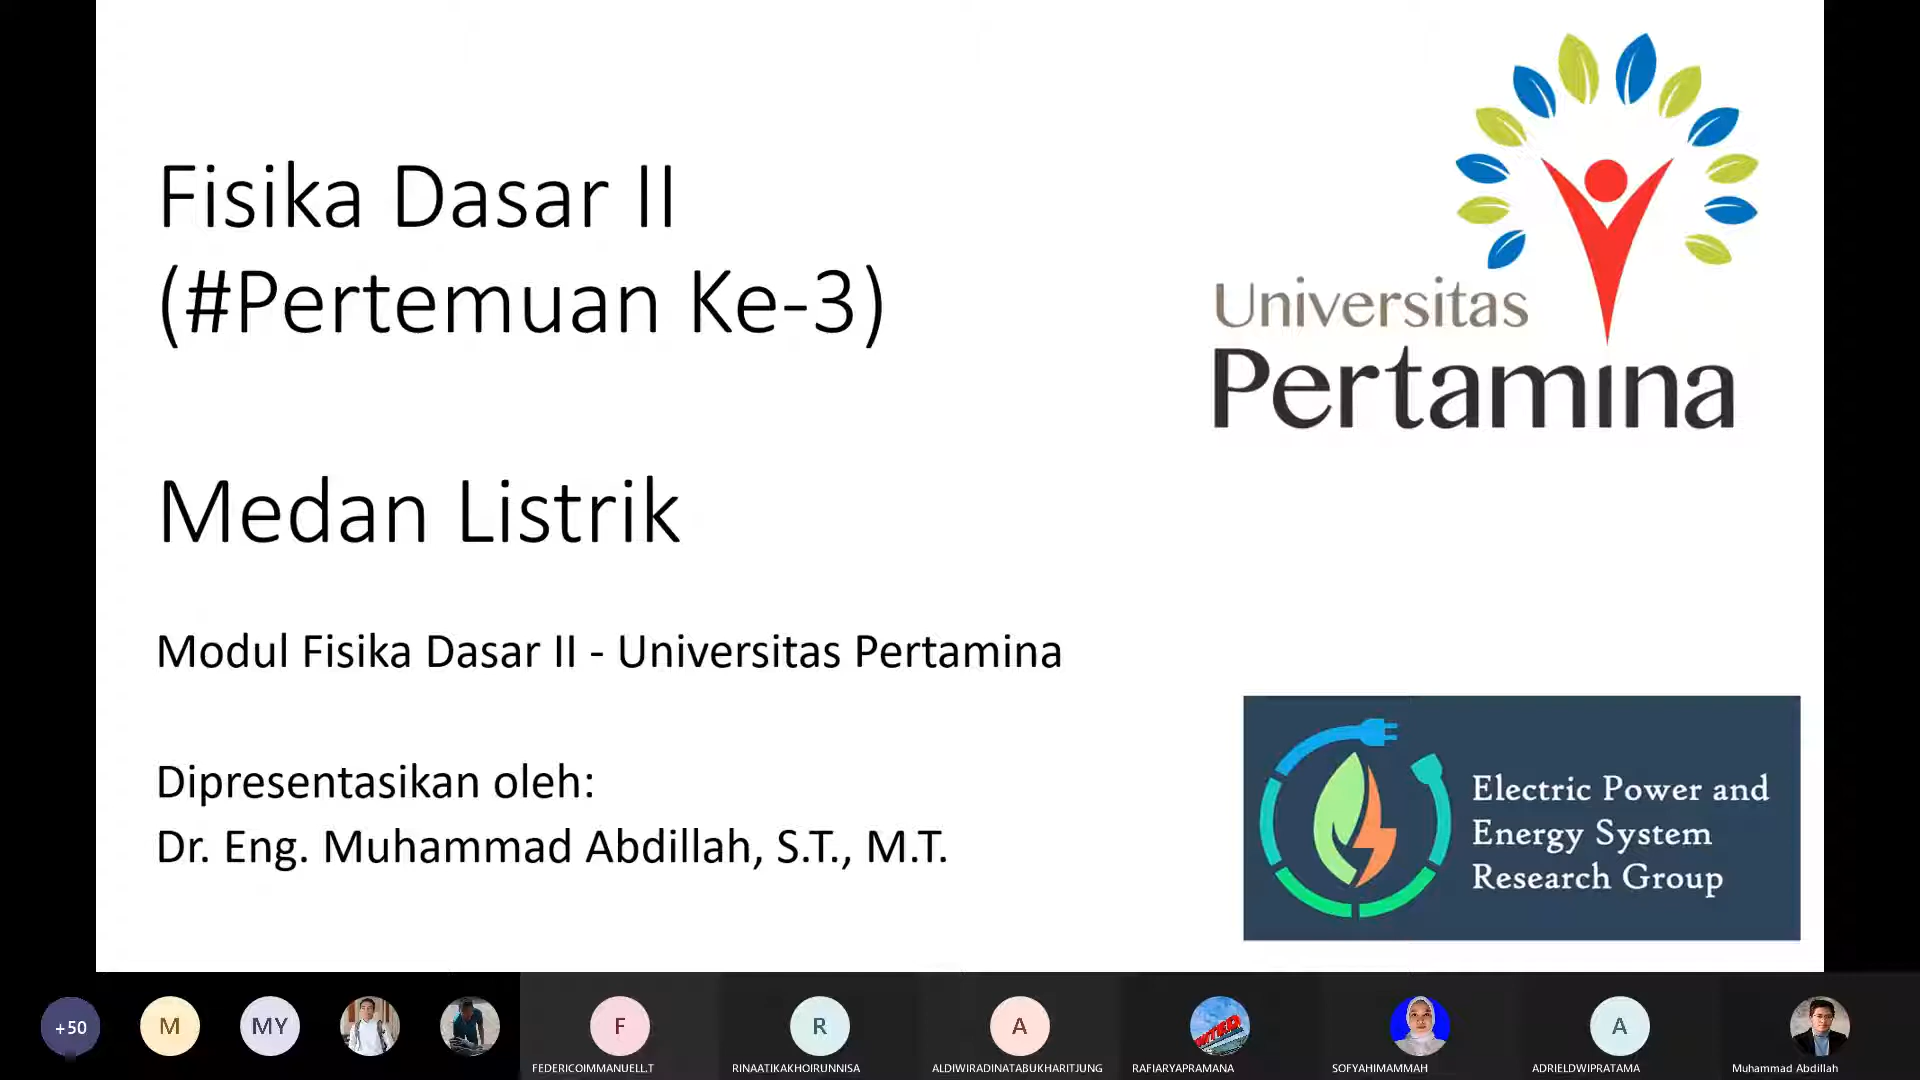 Fisika Dasar II
(#Pertemuan Ke-3)
Medan Listrik
Modul Fisika Dasar II - Universitas Pertamina
Dipresentasikan oleh:
Dr. Eng. Muhammad Abdillah, S.T., M.T.
Universitas
Pertamina
Electric Power and
Energy System
Research Group
+50
M
MY
F
R
A
A
FEDERICOIMMANUELL.T
RINAATIKAKHOIRUNNISA
ALDIWIRADINATABUKHARITJUNG
RAFIARYAPRAMANA
SOFYAHIMAMMAH
ADRIELDWIPRATAMA
Muhammad Abdillah